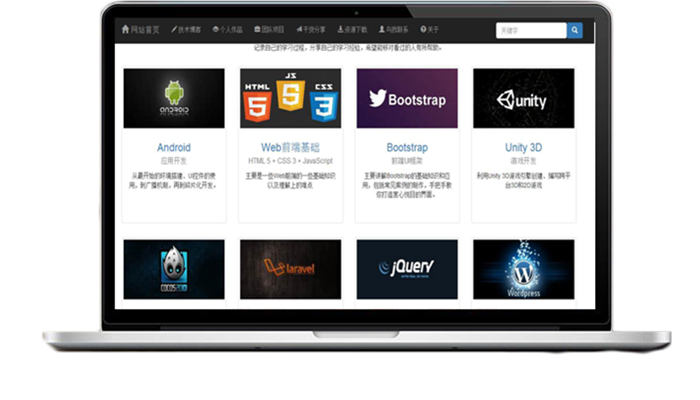 网站首页 技术博客 个人作品 团队项目 干货分享 资源下载 与我联系 关于 关键字
记录自己的学习过程，分享自己的学习经验，希望能够对看过的人有所帮助。
ANDROID
HTML JS CSS
5 5 3
Bootstrap
unity
Android
Web前端基础
Bootstrap
Unity 3D
应用开发
HTML 5 + CSS 3 + JavaScript
前端UI框架
游戏开发
从最开始的环境搭建、UI控件的使
用，到广播机制，再到碎片化开发。
主要是一些Web前端的一些基础知识
以及理解上的难点
主要讲解Bootstrap的基础知识和应
用，包括常见案例的制作，手把手教
你打造赏心悦目的界面。
利用Unity 3D游戏引擎创建、编写跨平
台3D和2D游戏
laravel
jQuery
Wordpress